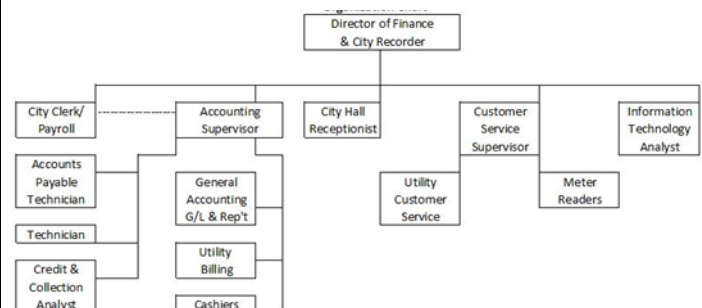 Director of Finance
& City Recorder
City Clerk/
Payroll
Accounting
Supervisor
City Hall
Receptionist
Customer
Service
Supervisor
Information
Technology
Analyst
Accounts
Payable
Technician
General
Accounting
G/L & Rep't
Utility
Customer
Service
Meter
Readers
Technician
Utility
Billing
Credit &
Collection
Analyst
Cashiers